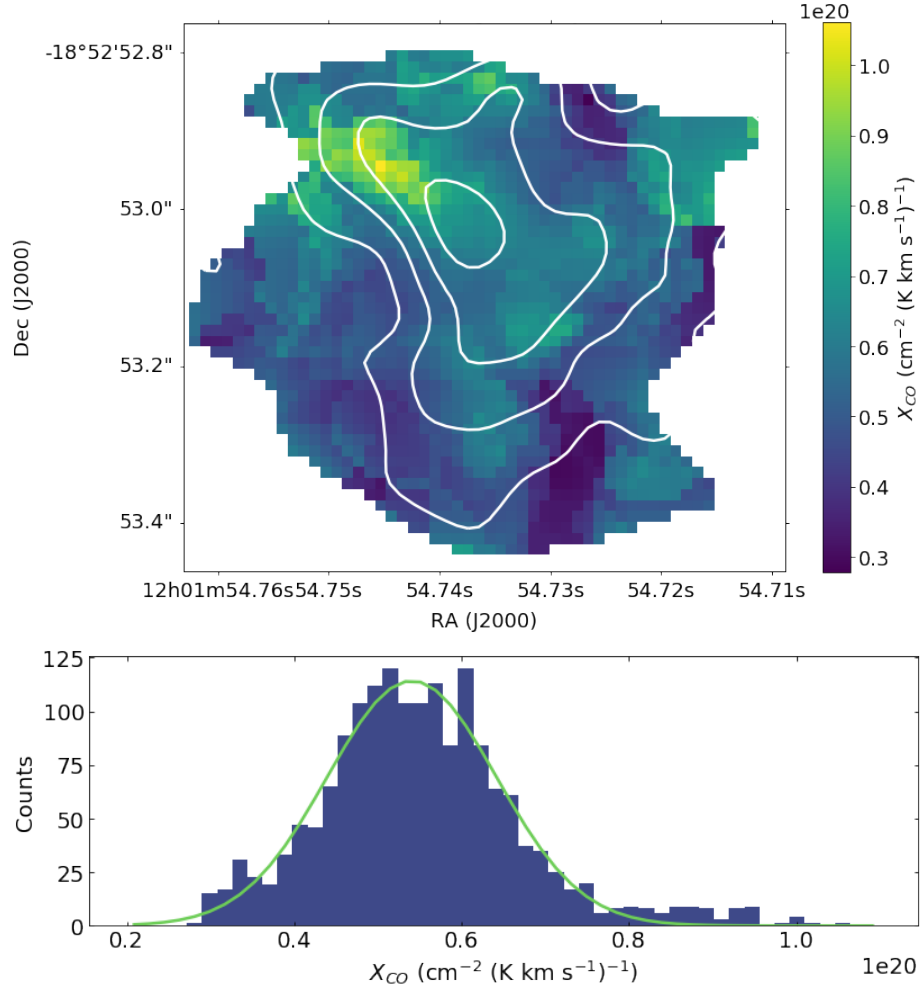 1e20
-18°52'52.8"
53.0"
53.2"
53.4"
Dec (J2000)
12h01m54.76s54.75s 54.74s 54.73s 54.72s 54.71s
RA (J2000)
1.0
0.9
0.8
0.7
0.6
0.5
0.4
0.3
X_CO (cm⁻² (K km s⁻¹)⁻¹)
125
100
75
50
25
0
Counts
0.2 0.4 0.6 0.8 1.0
1e20
X_CO (cm⁻² (K km s⁻¹)⁻¹)